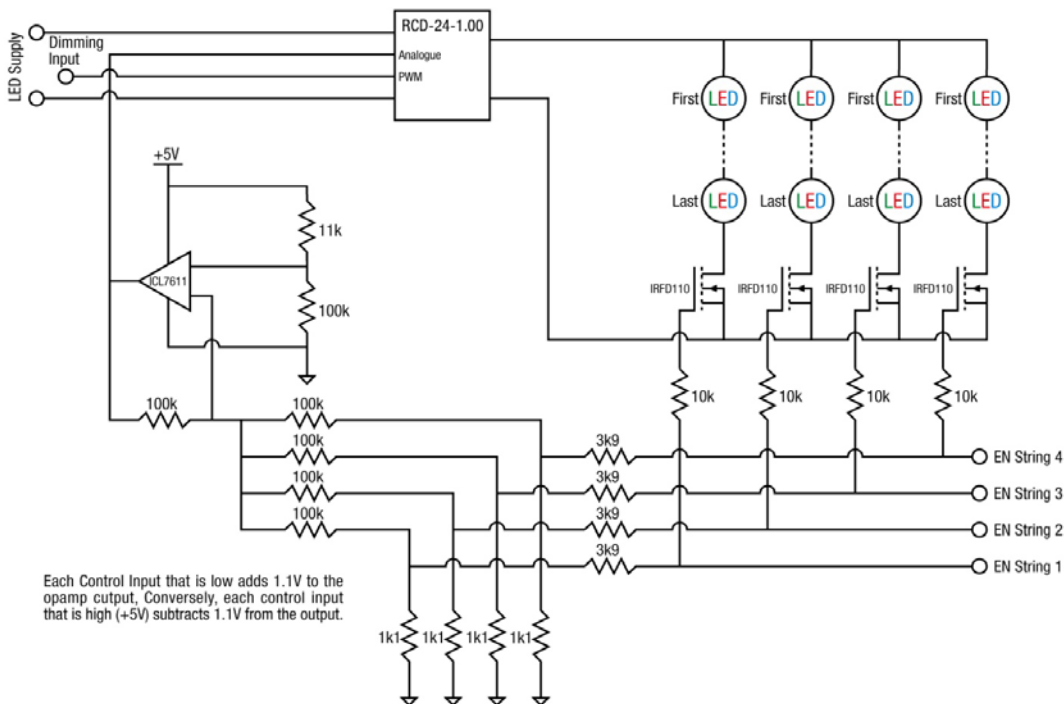 RCD-24-1.00
LED Supply
Dimming
Input
Analogue
PWM
First LED First LED First LED First LED
Last LED Last LED Last LED Last LED
+5V
11k
ICL7611
100k
IRFD110 IRFD110 IRFD110 IRFD110
10k 10k 10k 10k
100k 100k
100k
100k
100k
3k9 EN String 4
3k9 EN String 3
3k9 EN String 2
3k9 EN String 1
Each Control Input that is low adds 1.1V to the
opamp cutput, Conversely, each control input
that is high (+5V) subtracts 1.1V from the output.
1k1 1k1 1k1 1k1